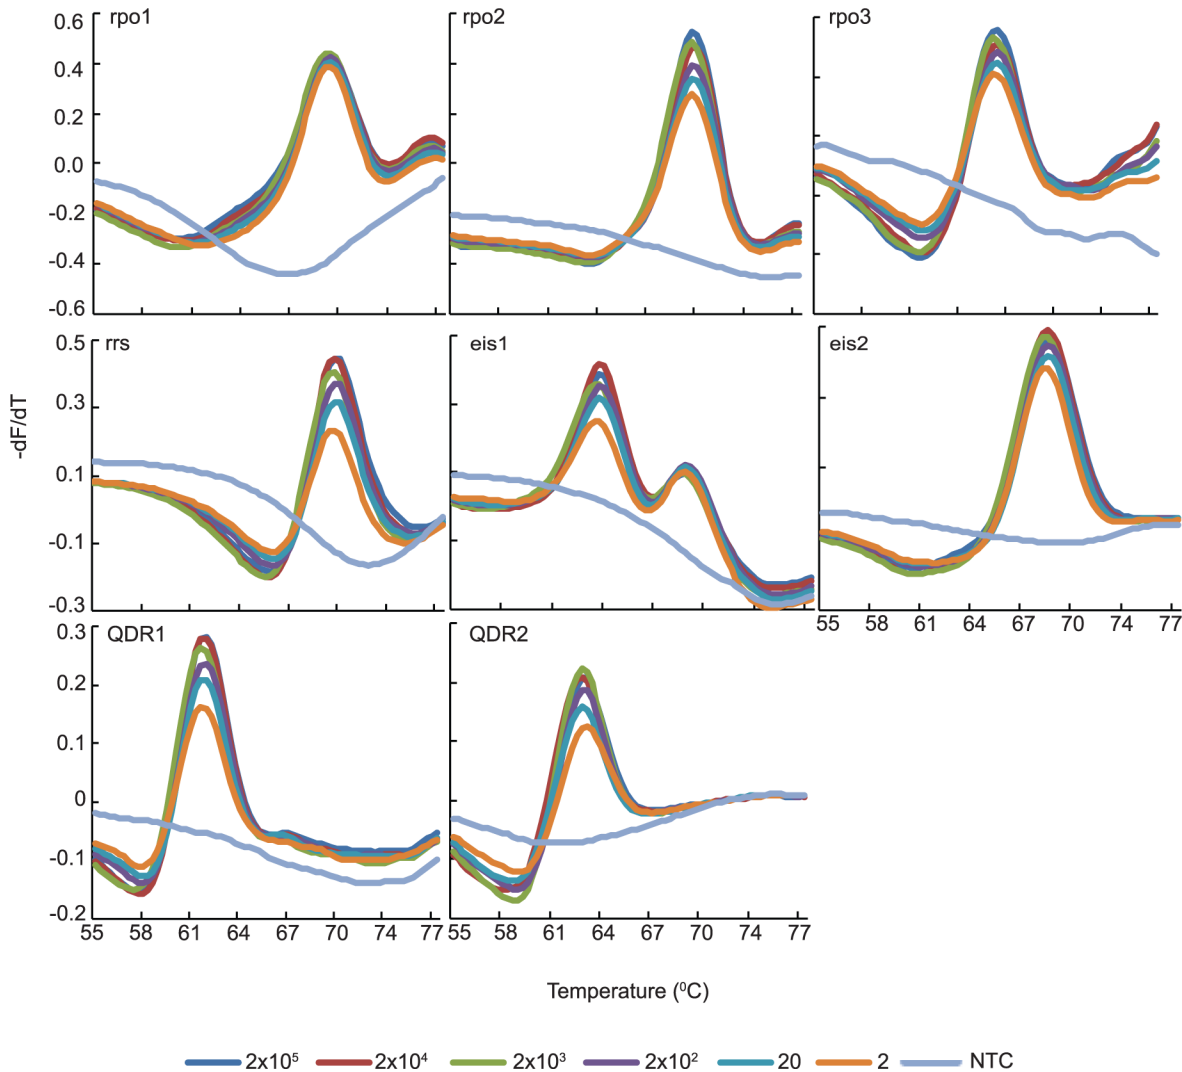 rpo1
rpo2
rpo3
0.6
0.4
0.2
0.0
-0.2
-0.4
-0.6
rrs
eis1
eis2
0.5
0.3
0.1
-0.1
-0.3
-dF/dT
55 58 61 64 67 70 74 77
QDR1
QDR2
0.3
0.2
0.1
0
-0.1
-0.2
55 58 61 64 67 70 74 77
55 58 61 64 67 70 74 77
Temperature (⁰C)
2x10⁵ 2x10⁴ 2x10³ 2x10² 20 2 NTC